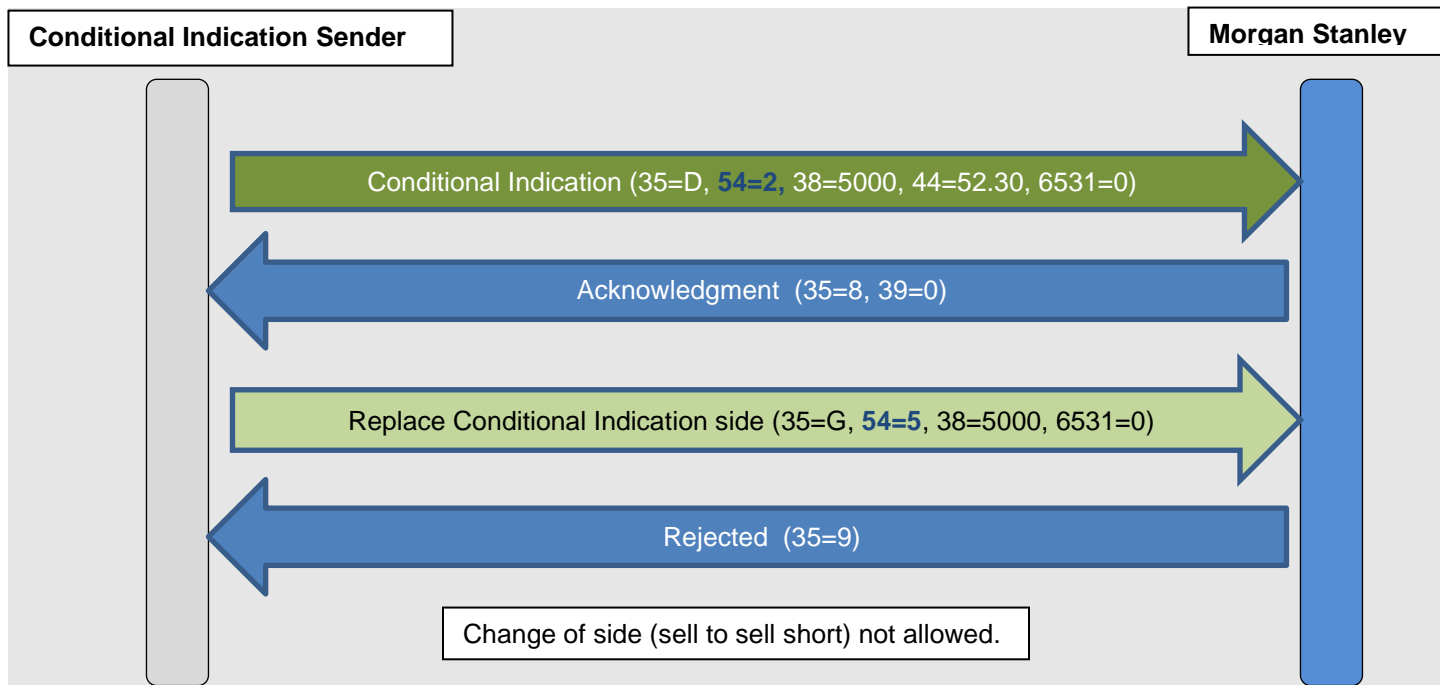 Conditional Indication Sender
Morgan Stanley
Conditional Indication (35=D, 54=2, 38=5000, 44=52.30, 6531=0)
Acknowledgment (35=8, 39=0)
Replace Conditional Indication side (35=G, 54=5, 38=5000, 6531=0)
Rejected (35=9)
Change of side (sell to sell short) not allowed.